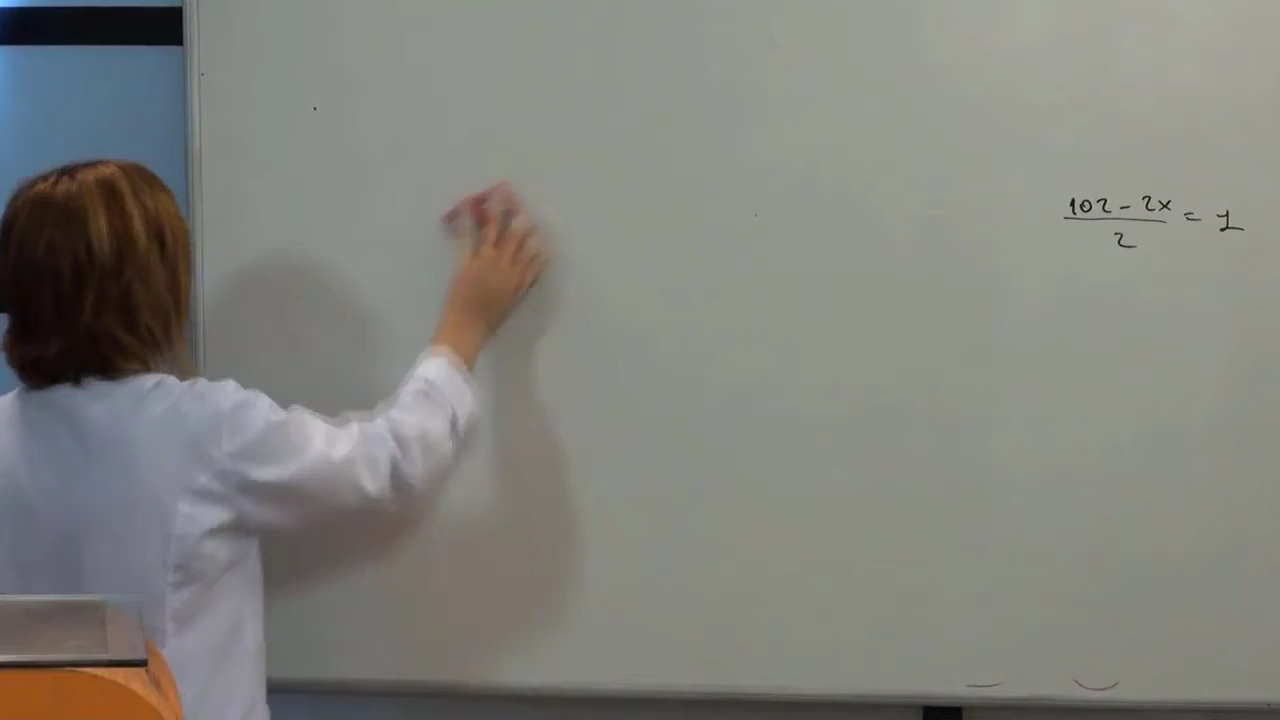 (102 - 2x)/2 = 1